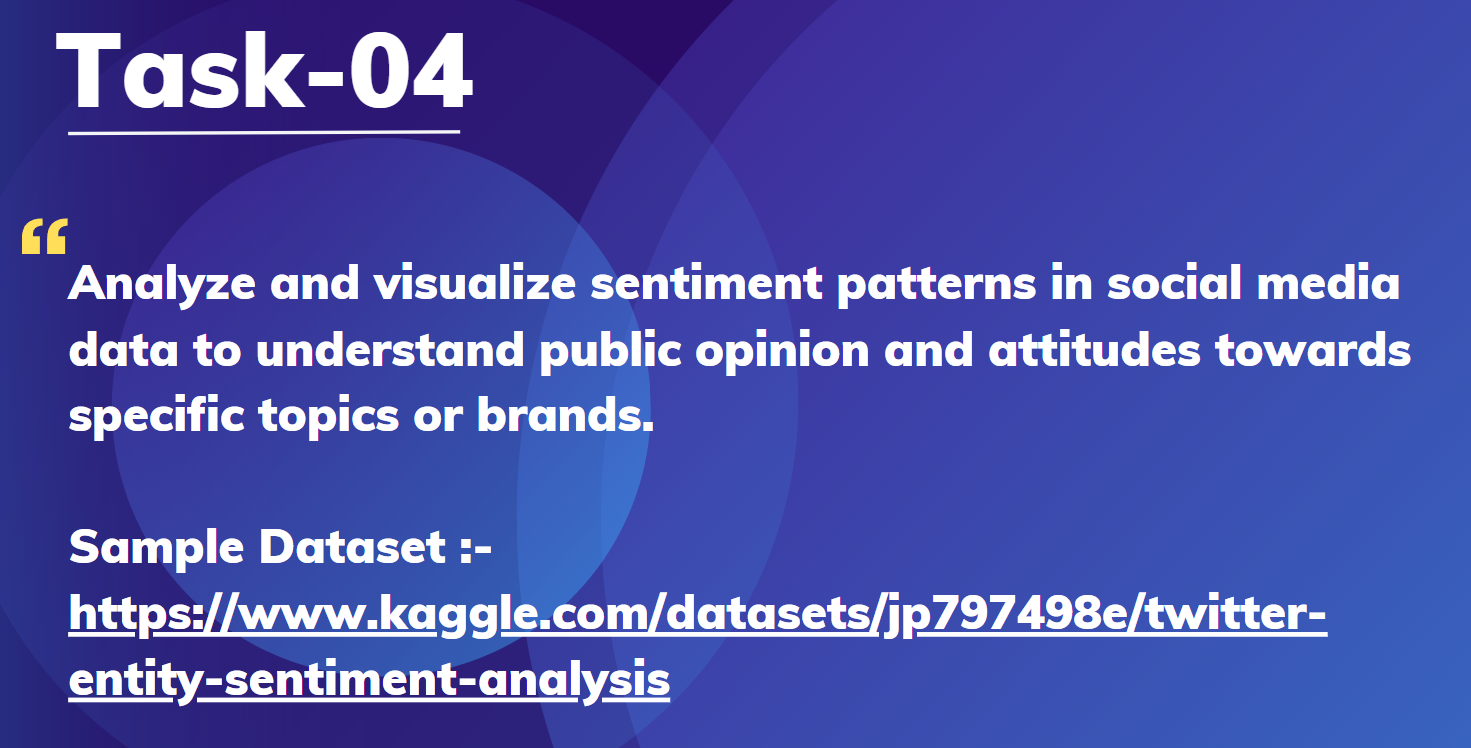 Task-04
“
Analyze and visualize sentiment patterns in social media
data to understand public opinion and attitudes towards
specific topics or brands.
Sample Dataset :-
https://www.kaggle.com/datasets/jp797498e/twitter-
entity-sentiment-analysis